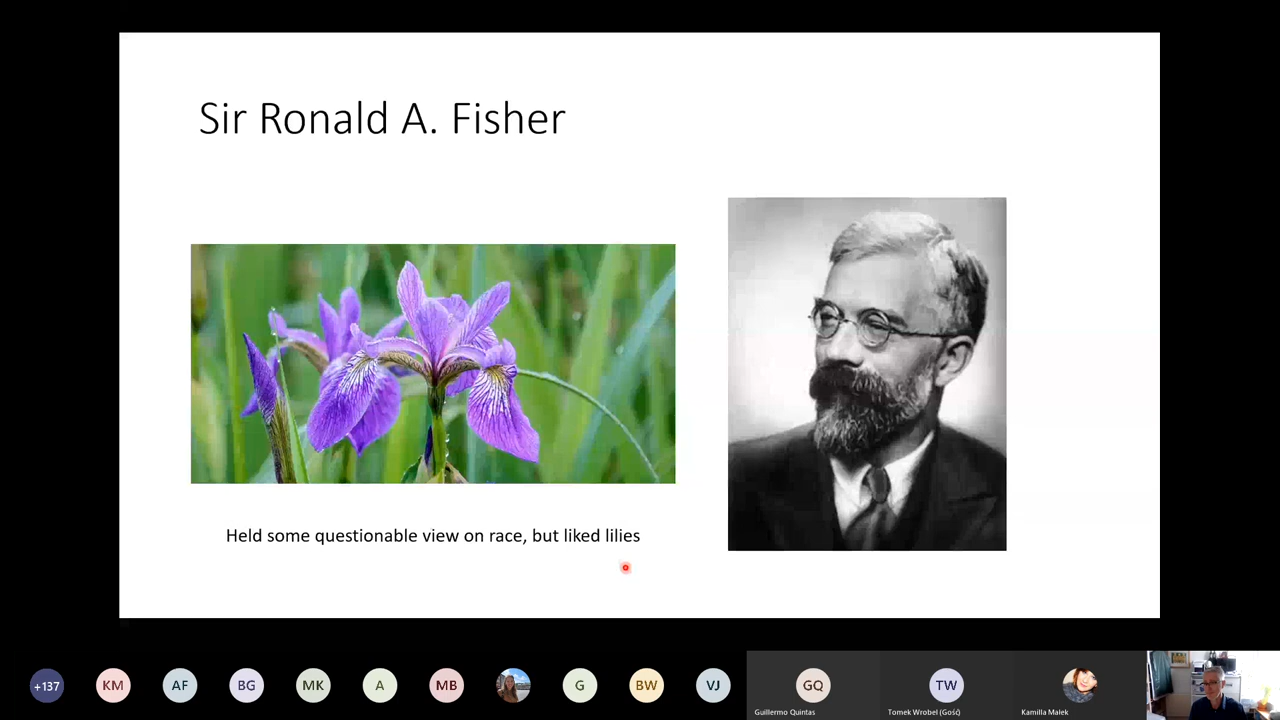 Sir Ronald A. Fisher
Held some questionable view on race, but liked lilies
+137
KM
AF
BG
MK
A
MB
G
BW
VJ
GQ
TW
Guillermo Quintas
Tomek Wrobel (Gość)
Kamilla Małek